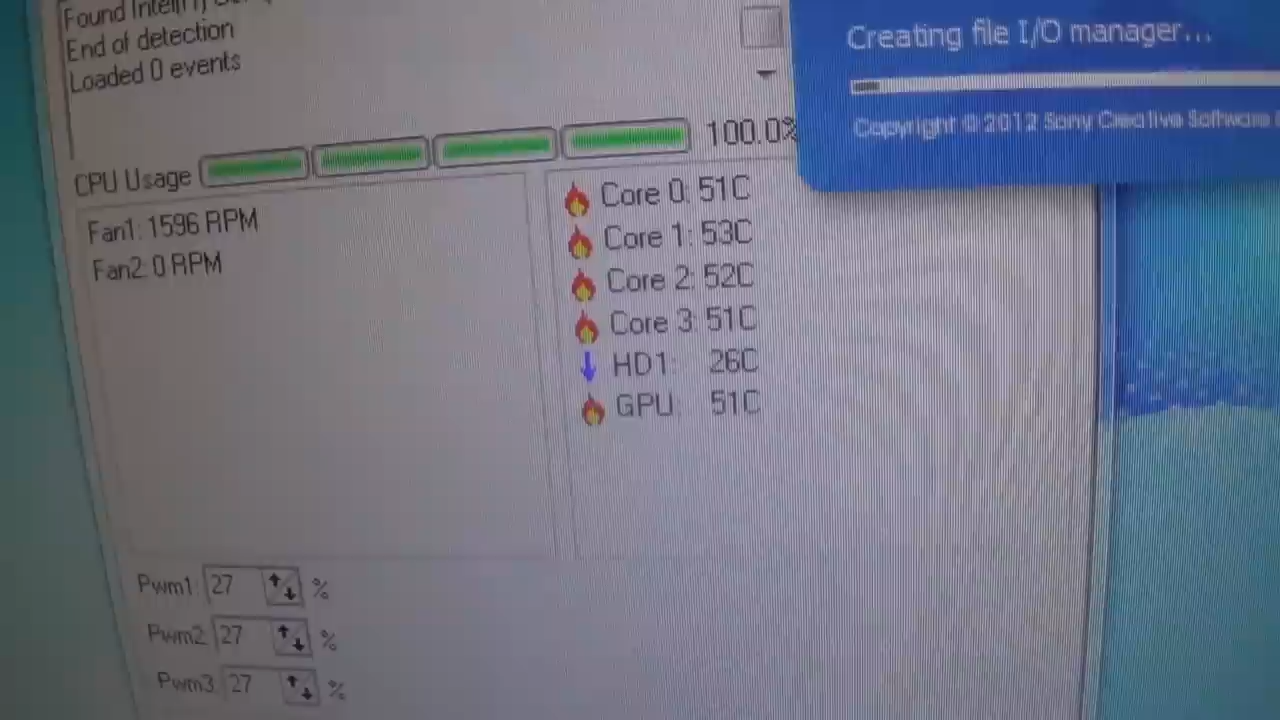 Found Intel(R)
End of detection
Loaded 0 events
Creating file I/O manager...
Copyright © 2012 Sony Creative Software
CPU Usage
100.0%
Fan1: 1596 RPM
Fan2: 0 RPM
Core 0: 51C
Core 1: 53C
Core 2: 52C
Core 3: 51C
HD1: 26C
GPU: 51C
Pwm1: 27 %
Pwm2: 27 %
Pwm3: 27 %